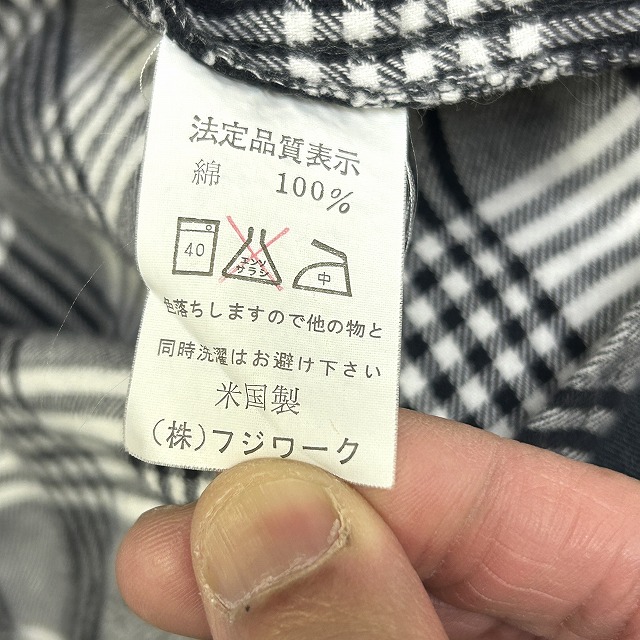 法定品質表示
綿 100%
40 エンソ サラシ 中
色落ちしますので他の物と
同時洗濯はお避け下さい
米国製
(株)フジワーク